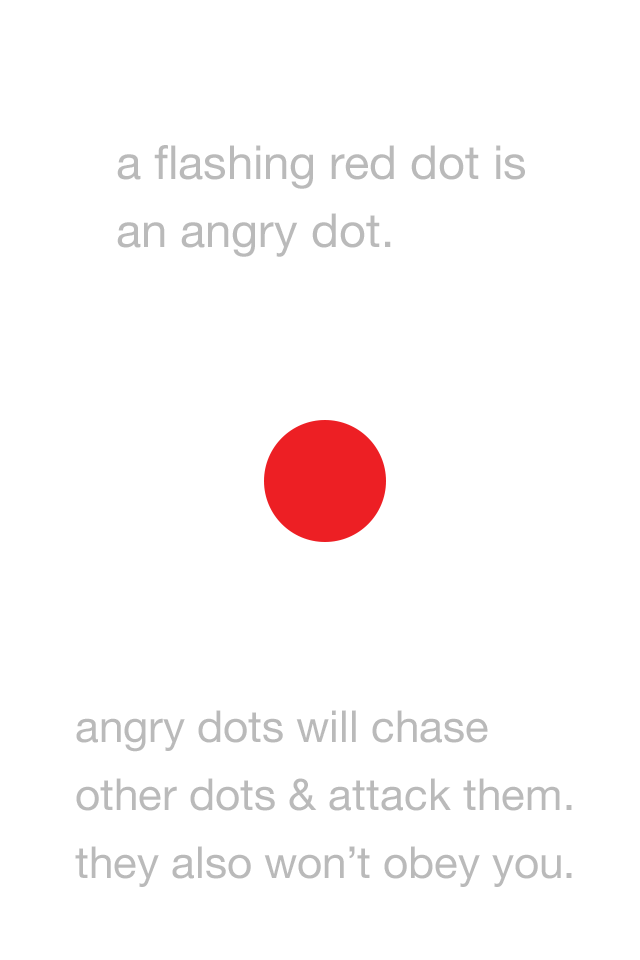 a flashing red dot is
an angry dot.
angry dots will chase
other dots & attack them.
they also won’t obey you.